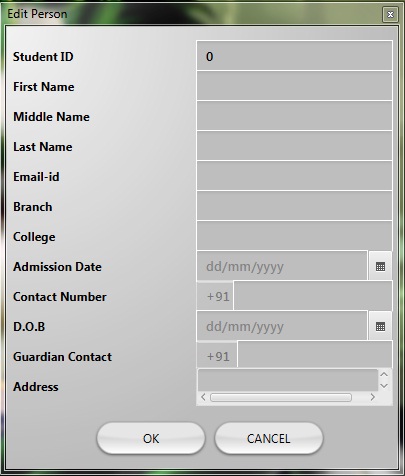 Edit Person
Student ID 0
First Name
Middle Name
Last Name
Email-id
Branch
College
Admission Date dd/mm/yyyy
Contact Number +91
D.O.B dd/mm/yyyy
Guardian Contact +91
Address
OK CANCEL